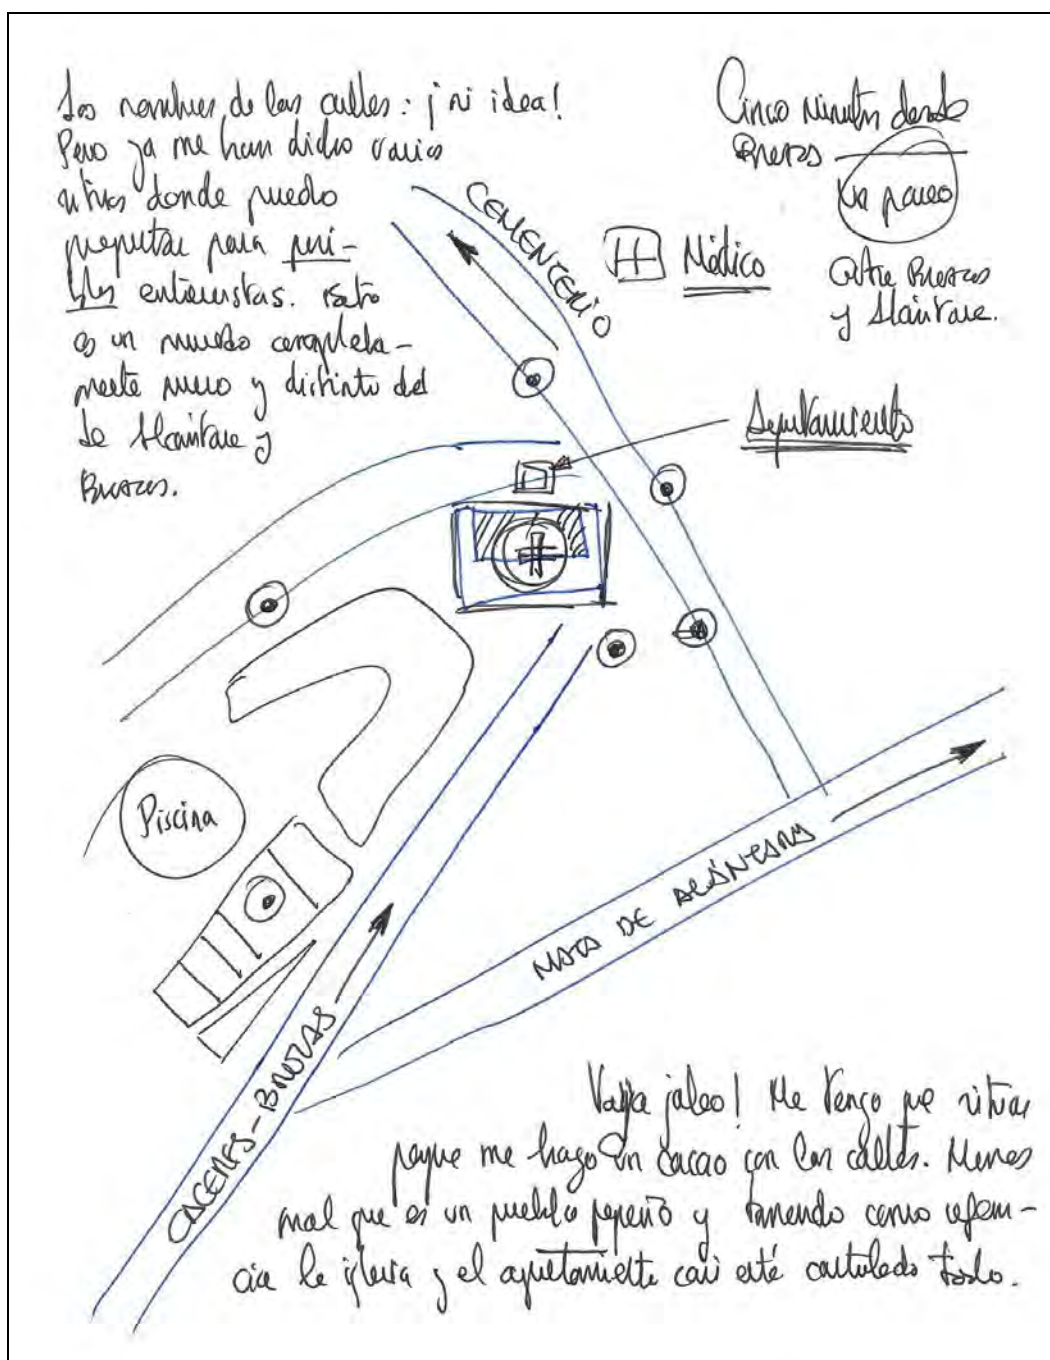 Los nombres de las calles: ¡ni idea!
Pero ya me han dicho varios
sitios donde puedo
preguntar para posi-
bles entrevistas. Esto
es un mundo completa-
mente nuevo y distinto del
de Alcántara y
Brozas.
Cinco minutos desde
Brozas
Un paseo
entre Brozas
y Alcántara.
CEMENTERIO
Médico
Ayuntamiento
Piscina
MATA DE ALCÁNTARA
CACERES-BROZAS
Vaya jaleo! Me tengo que situar
porque me hago un cacao con las calles. Menos
mal que es un pueblo pequeño y tomando como referen-
cia la iglesia y el ayuntamiento casi está controlado todo.